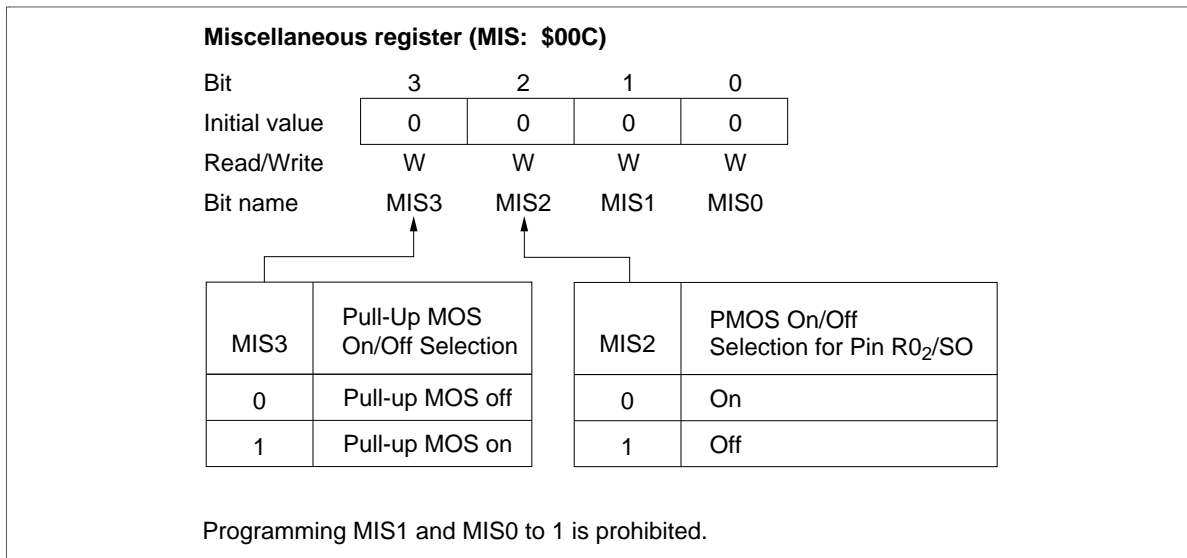 Miscellaneous register (MIS: $00C)
Bit 3 2 1 0
Initial value 0 0 0 0
Read/Write W W W W
Bit name MIS3 MIS2 MIS1 MIS0
MIS3
Pull-Up MOS
On/Off Selection
0 Pull-up MOS off
1 Pull-up MOS on
MIS2
PMOS On/Off
Selection for Pin R0₂/SO
0 On
1 Off
Programming MIS1 and MIS0 to 1 is prohibited.